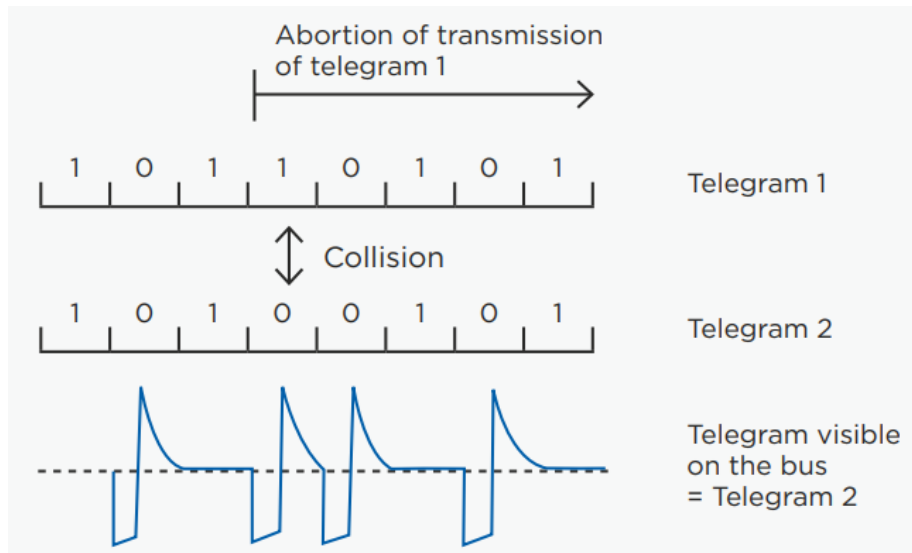 Abortion of transmission
of telegram 1
1 0 1 1 0 1 0 1
Telegram 1
Collision
1 0 1 0 0 1 0 1
Telegram 2
Telegram visible
on the bus
= Telegram 2